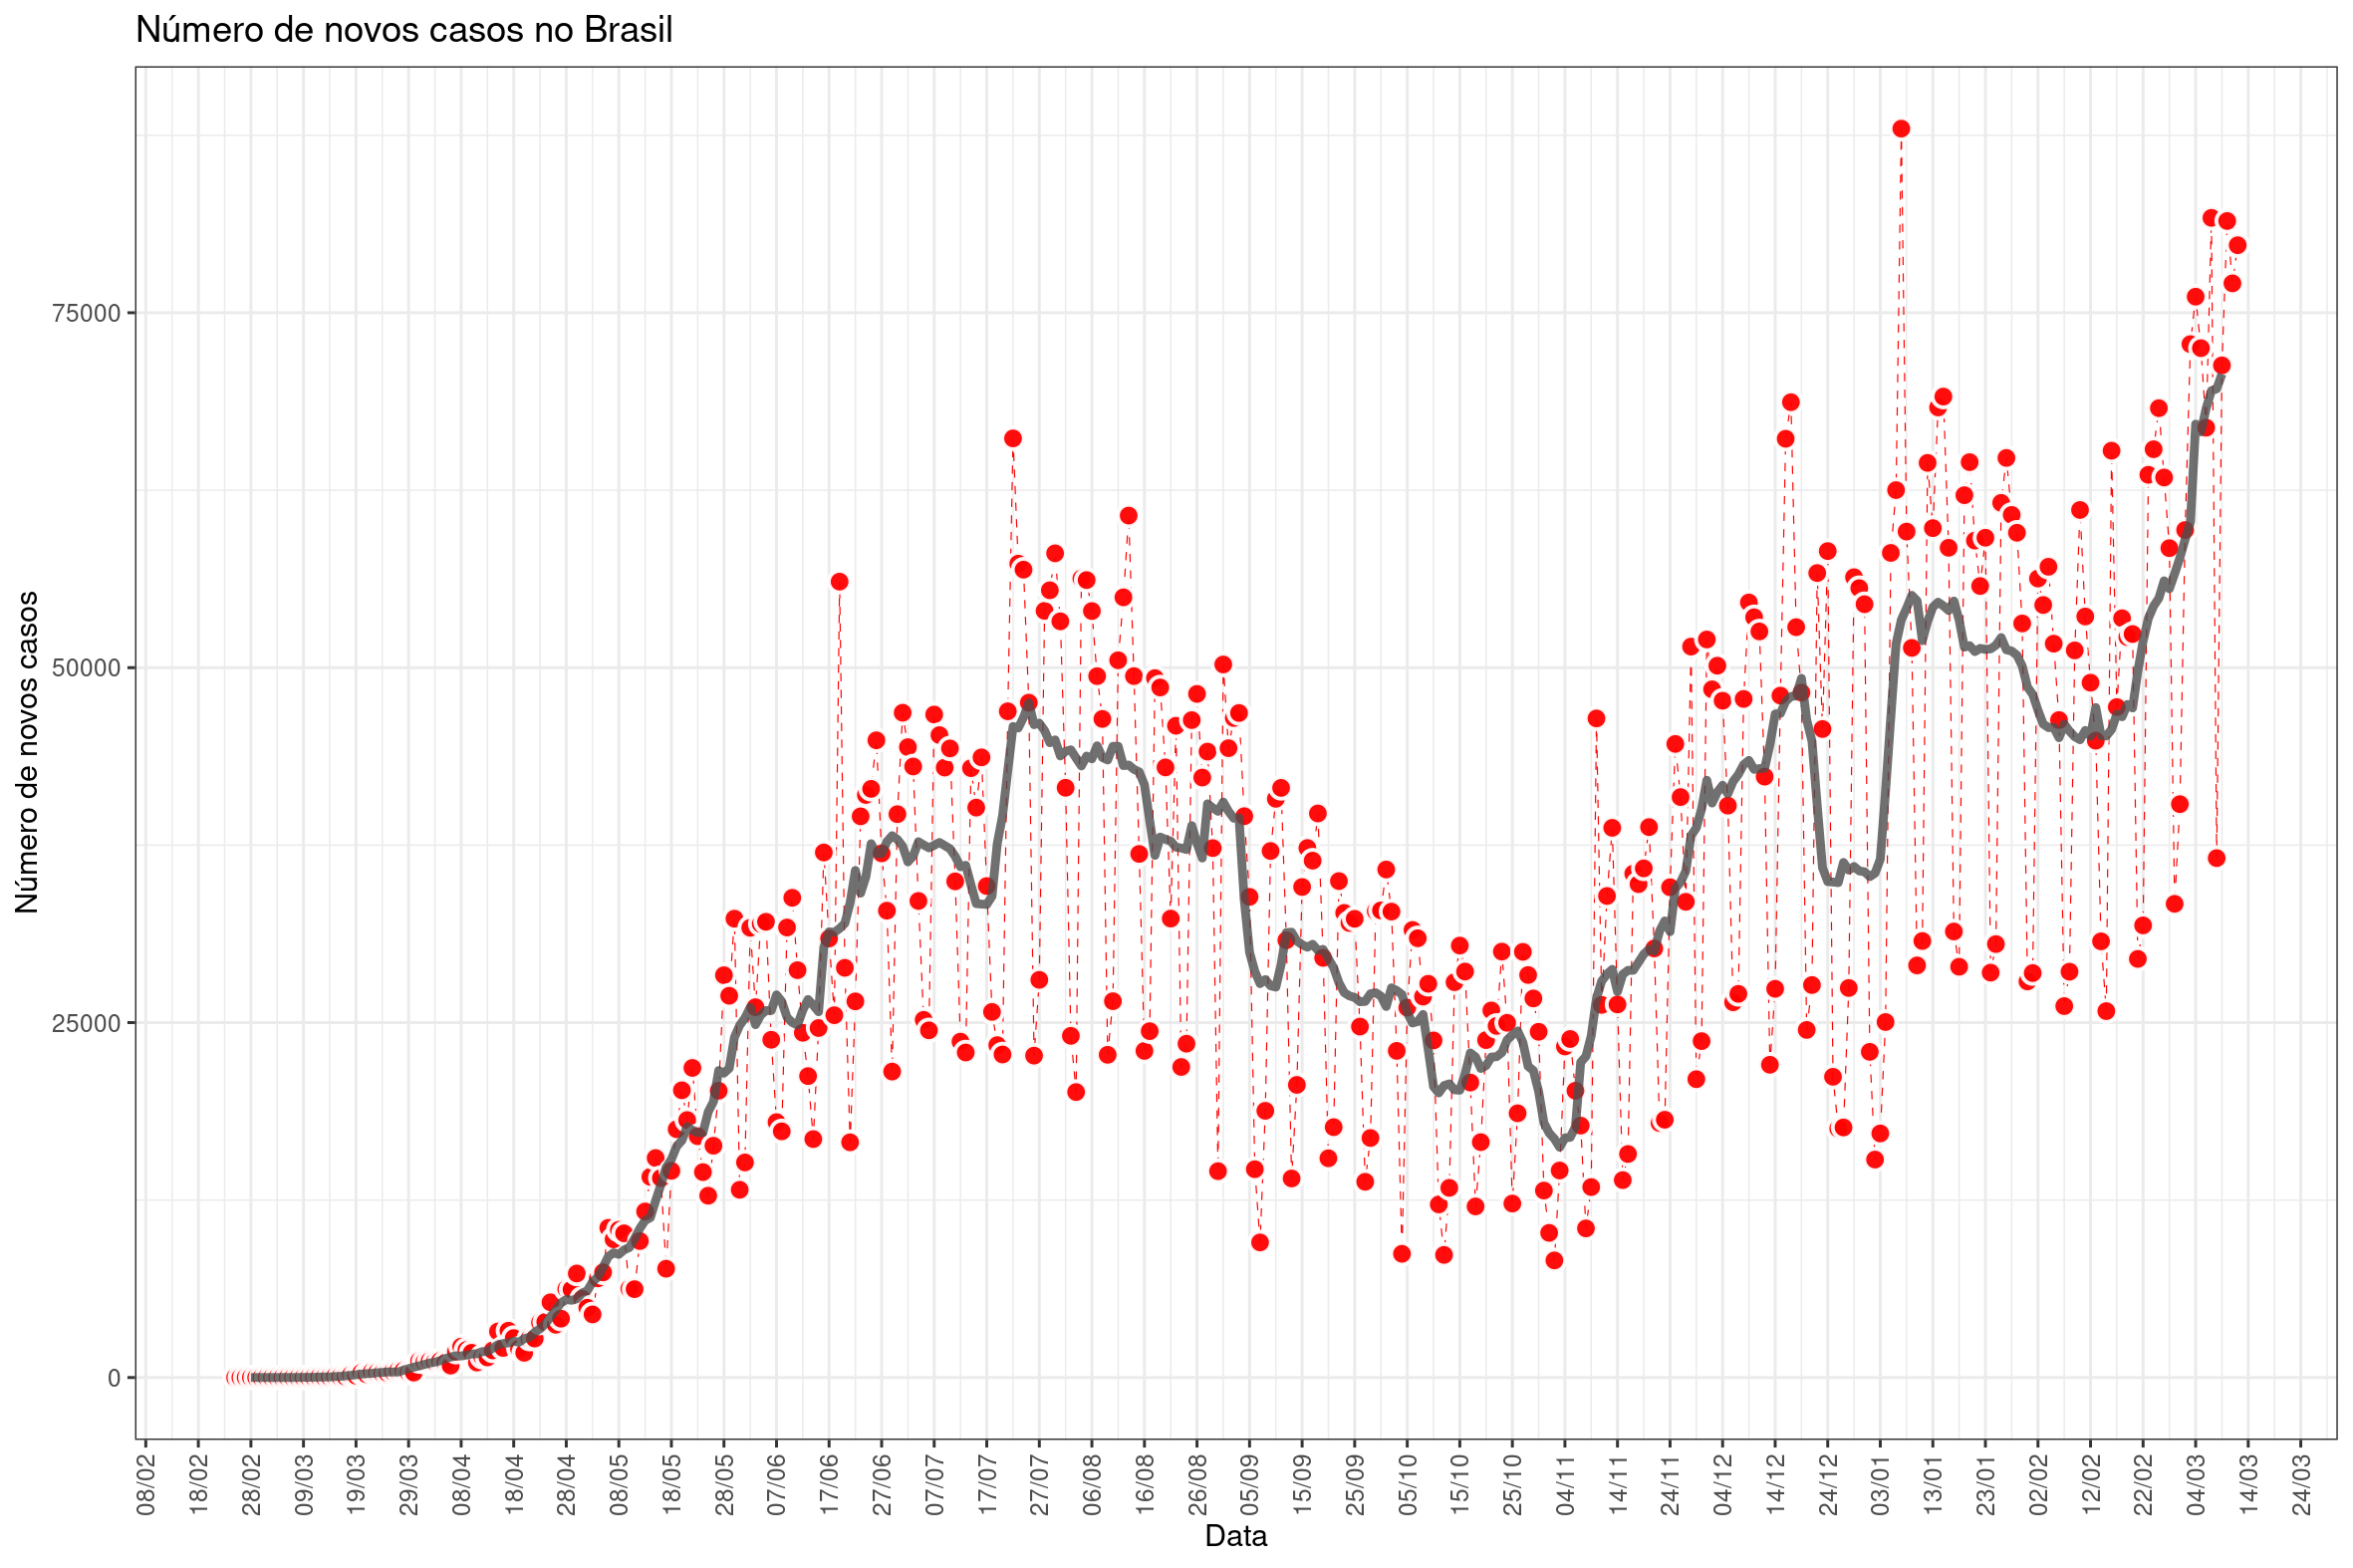 Número de novos casos no Brasil
Número de novos casos
75000
50000
25000
0
08/02 18/02 28/02 09/03 19/03 29/03 08/04 18/04 28/04 08/05 18/05 28/05 07/06 17/06 27/06 07/07 17/07 27/07 06/08 16/08 26/08 05/09 15/09 25/09 05/10 15/10 25/10 04/11 14/11 24/11 04/12 14/12 24/12 03/01 13/01 23/01 02/02 12/02 22/02 04/03 14/03 24/03
Data